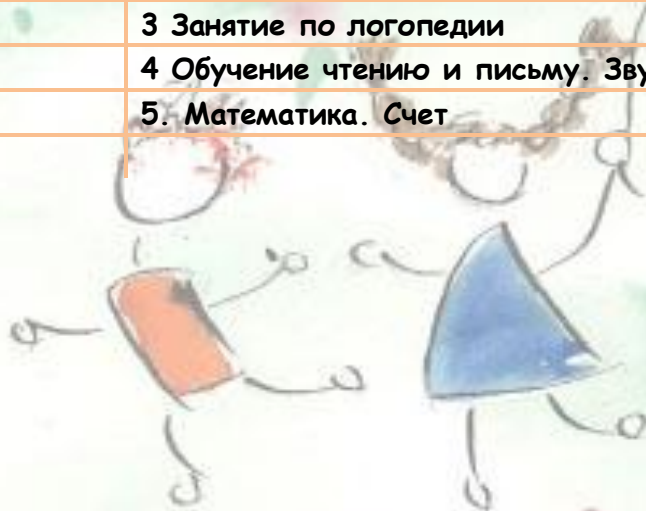 3 Занятие по логопедии
4 Обучение чтению и письму.
5. Математика. Счет